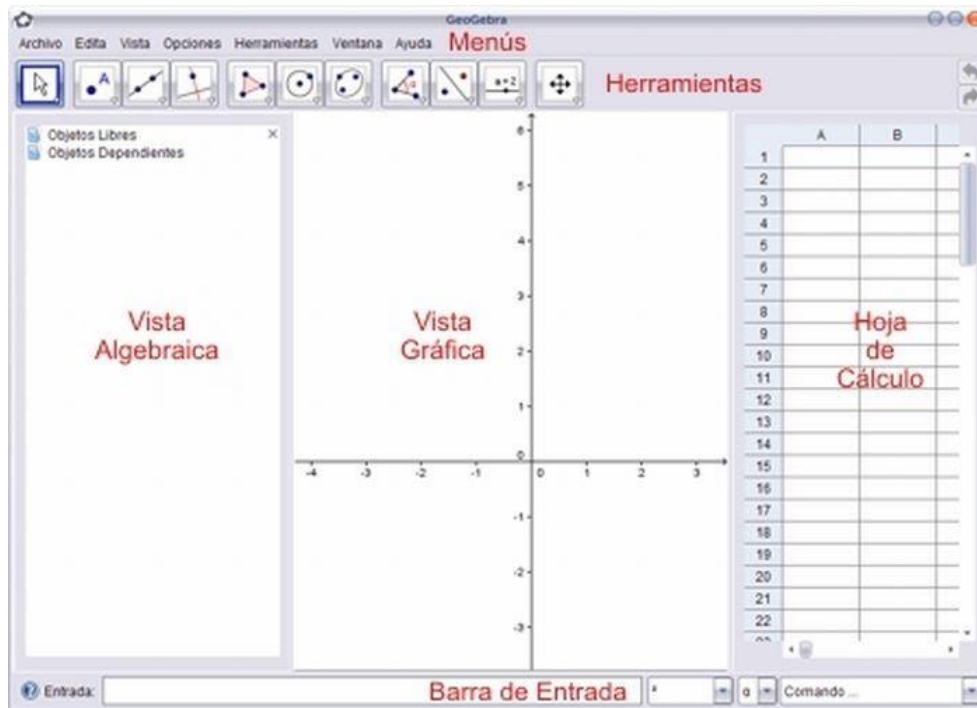 GeoGebra
Archivo Edita Vista Opciones Herramientas Ventana Ayuda Menús
A
α
a=2
Herramientas
Objetos Libres
Objetos Dependientes
Vista
Algebraica
Vista
Gráfica
6
5
4
3
2
1
0
-4 -3 -2 -1 0 1 2 3
-1
-2
-3
A B
1
2
3
4
5
6
7
8
9
10
11
12
13
14
15
16
17
18
19
20
21
22
Hoja
de
Cálculo
Entrada: Barra de Entrada ² α Comando ...